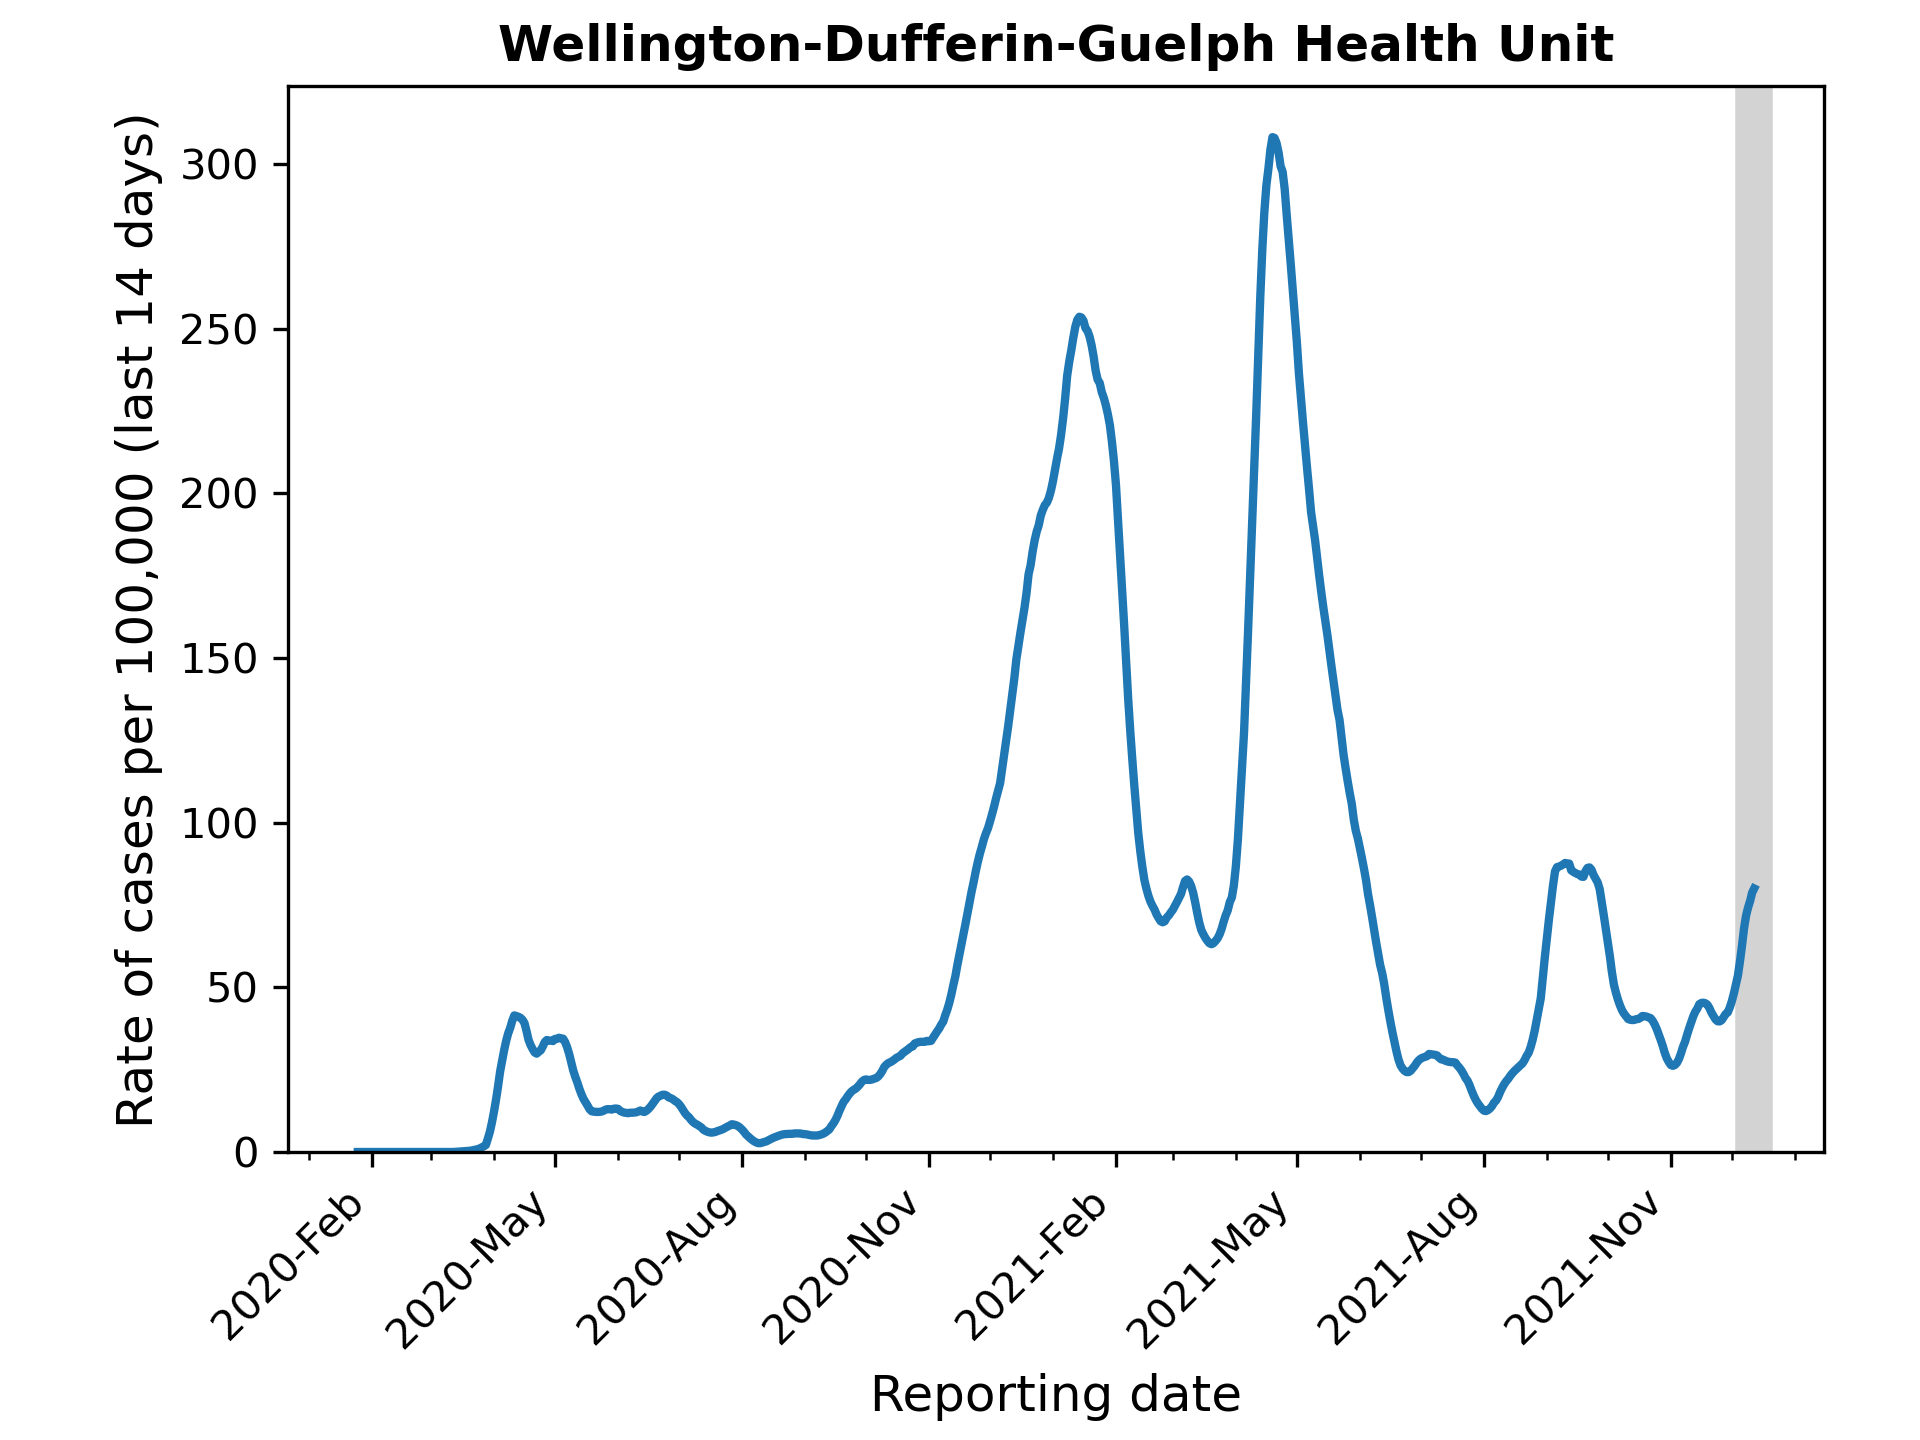 Wellington-Dufferin-Guelph Health Unit
Rate of cases per 100,000 (last 14 days)
300
250
200
150
100
50
0
2020-Feb
2020-May
2020-Aug
2020-Nov
2021-Feb
2021-May
2021-Aug
2021-Nov
Reporting date